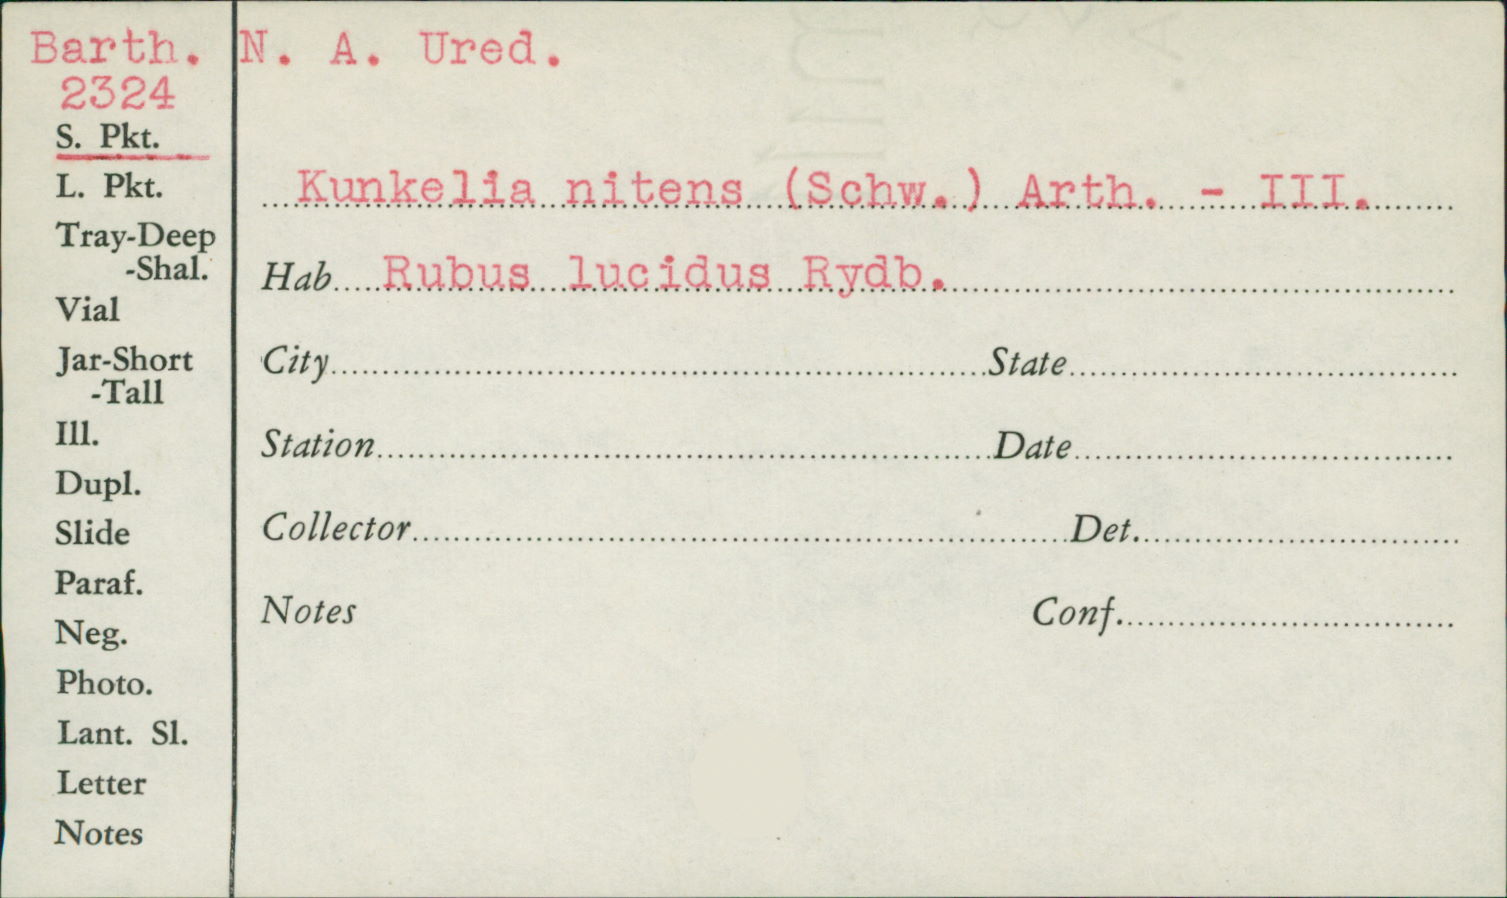 Barth. N. A. Ured.
2324
S. Pkt.
L. Pkt.
Tray-Deep
-Shal.
Vial
Jar-Short
-Tall
Ill.
Dupl.
Slide
Paraf.
Neg.
Photo.
Lant. Sl.
Letter
Notes
Kunkelia nitens (Schw.) Arth. - III.
Hab Rubus lucidus Rydb.
City State
Station Date
Collector Det.
Notes Conf.